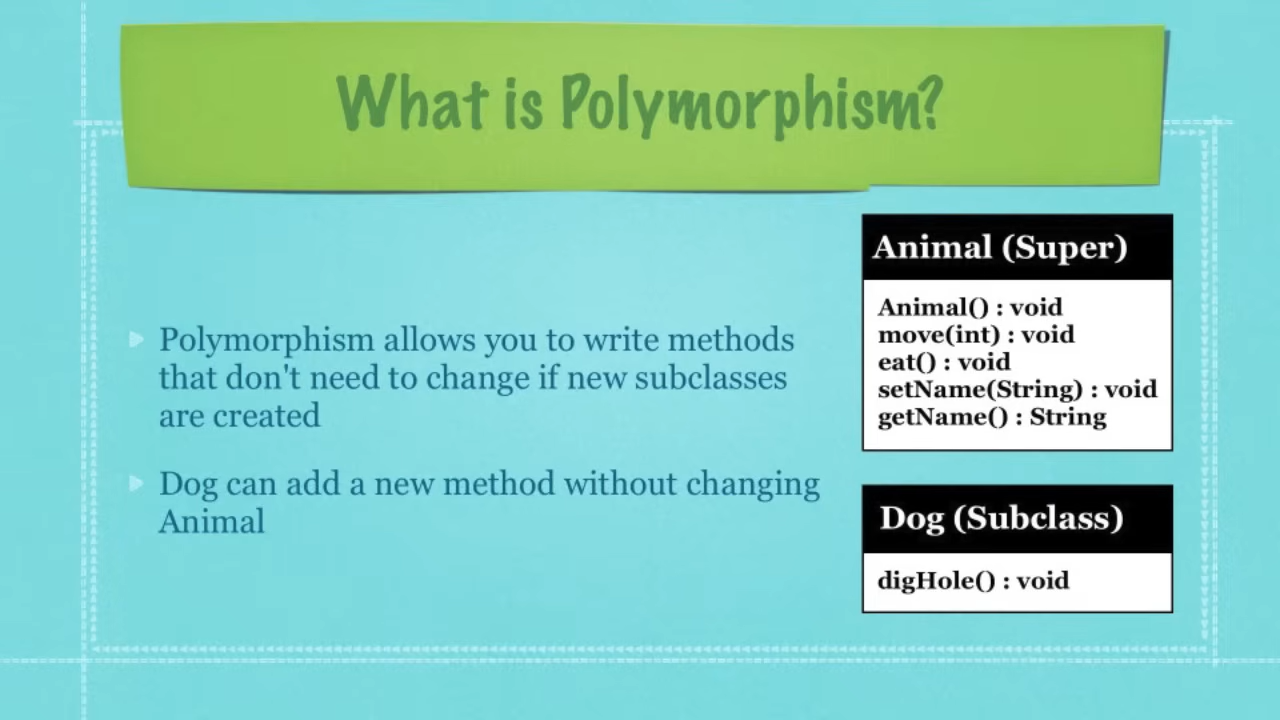 What is Polymorphism?
Polymorphism allows you to write methods
that don't need to change if new subclasses
are created
Dog can add a new method without changing
Animal
Animal (Super)
Animal() : void
move(int) : void
eat() : void
setName(String) : void
getName() : String
Dog (Subclass)
digHole() : void